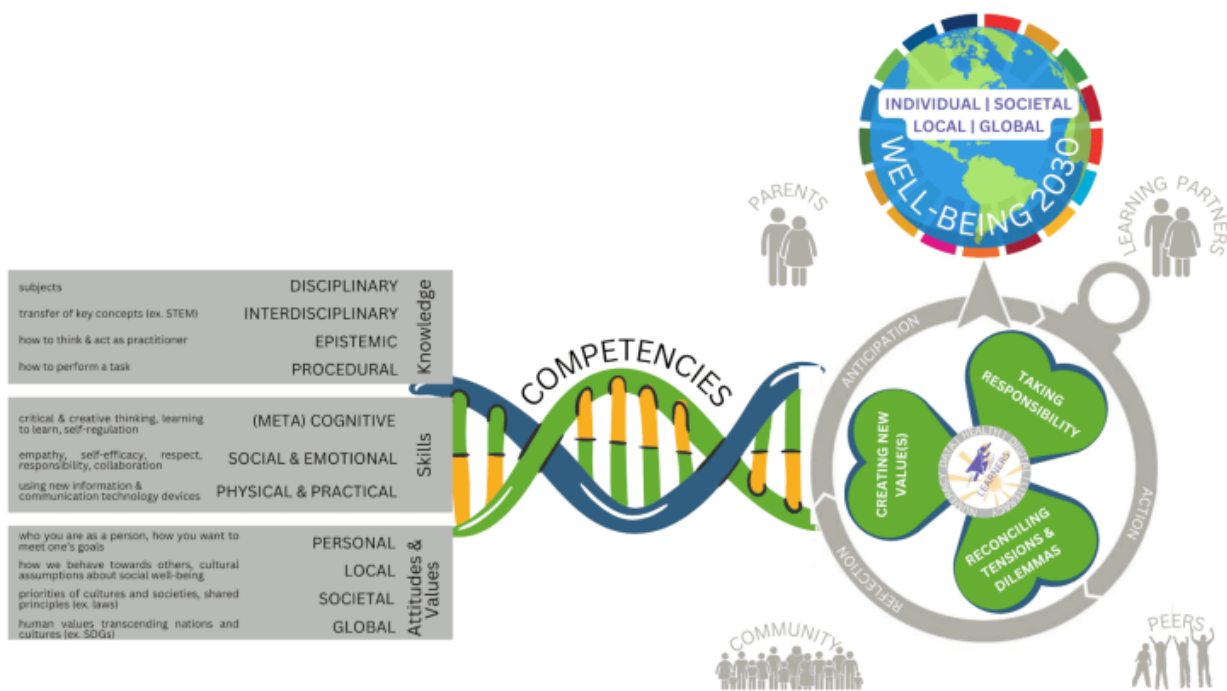 INDIVIDUAL | SOCIETAL
LOCAL | GLOBAL
WELL-BEING 2030
PARENTS
LEARNING PARTNERS
subjects
DISCIPLINARY
transfer of key concepts (ex. STEM)
INTERDISCIPLINARY
how to think & act as practitioner
EPISTEMIC
how to perform a task
PROCEDURAL
Knowledge
critical & creative thinking, learning
to learn, self-regulation
(META) COGNITIVE
empathy, self-efficacy, respect,
responsibility, collaboration
SOCIAL & EMOTIONAL
using new information &
communication technology devices
PHYSICAL & PRACTICAL
Skills
who you are as a person, how you want to
meet one's goals
PERSONAL
how we behave towards others, cultural
assumptions about social well-being
LOCAL
priorities of cultures and societies, shared
principles (ex. laws)
SOCIETAL
human values transcending nations and
cultures (ex. SDGs)
GLOBAL
Attitudes &
Values
COMPETENCIES
ANTICIPATION
ACTION
REFLECTION
TAKING
RESPONSIBILITY
CREATING NEW
VALUE(S)
RECONCILING
TENSIONS &
DILEMMAS
LEARNERS
COMMUNITY
PEERS